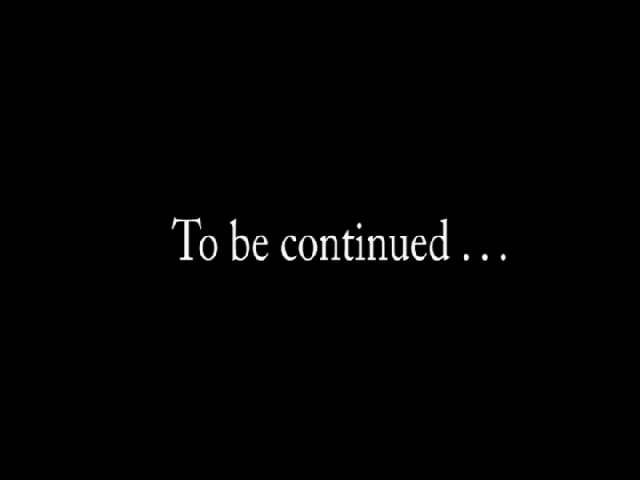 To be continued . . .